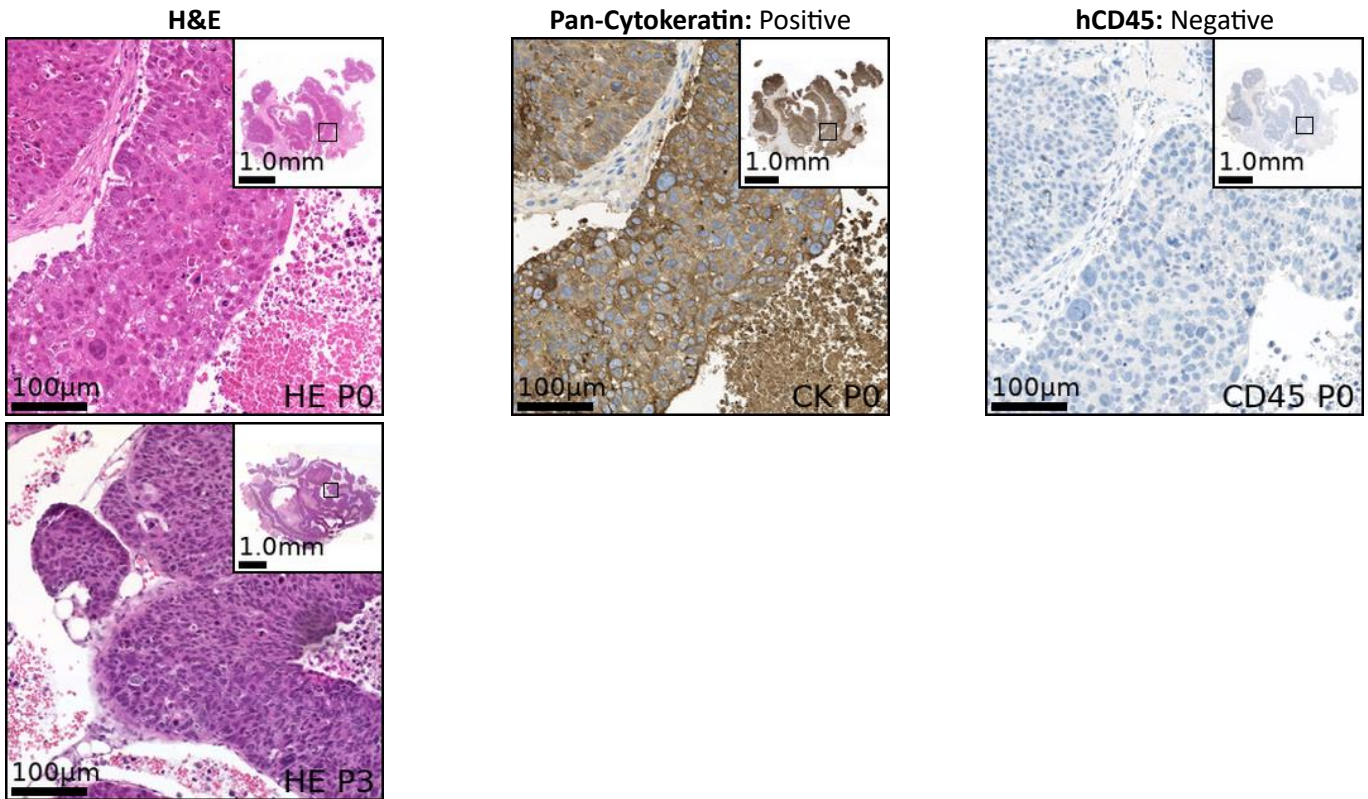 H&E
Pan-Cytokeratin: Positive
hCD45: Negative
1.0mm
100µm
HE P0
1.0mm
100µm
CK P0
1.0mm
100µm
CD45 P0
1.0mm
100µm
HE P3